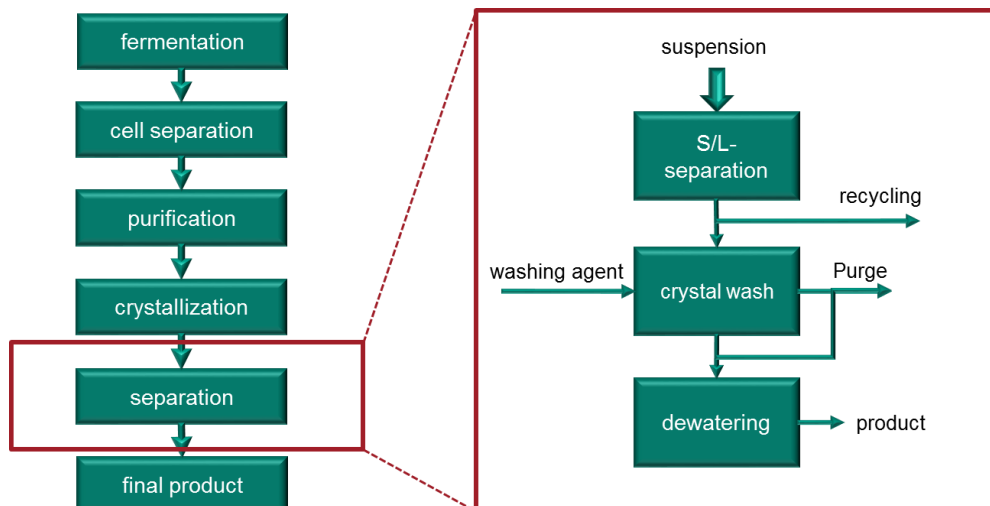 fermentation
cell separation
purification
crystallization
separation
final product
suspension
S/L-
separation
recycling
washing agent
crystal wash
Purge
dewatering
product